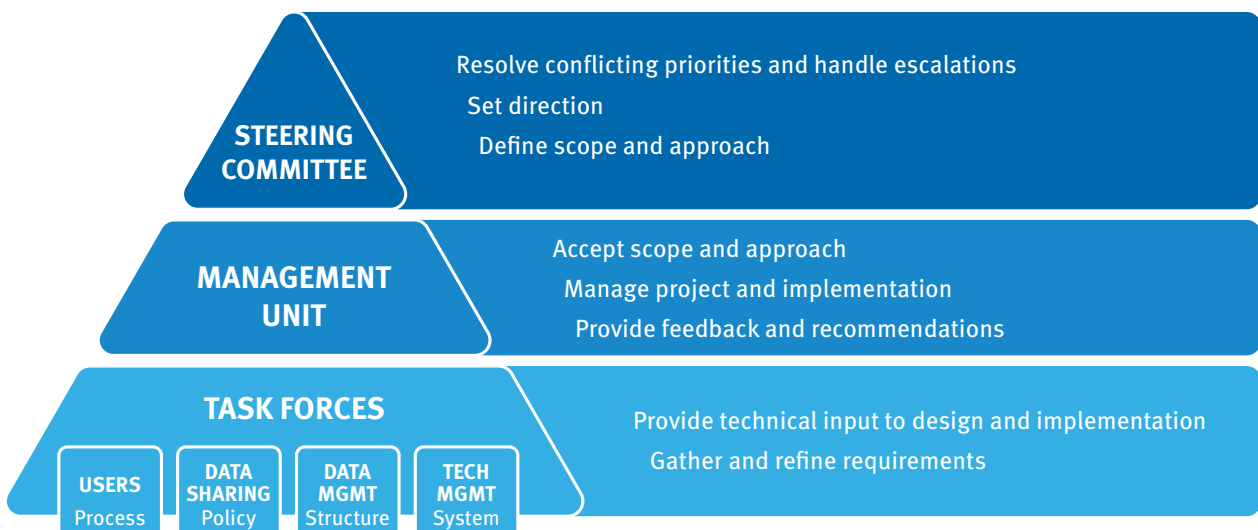 STEERING
COMMITTEE
Resolve conflicting priorities and handle escalations
Set direction
Define scope and approach
MANAGEMENT
UNIT
Accept scope and approach
Manage project and implementation
Provide feedback and recommendations
TASK FORCES
USERS
Process
DATA
SHARING
Policy
DATA
MGMT
Structure
TECH
MGMT
System
Provide technical input to design and implementation
Gather and refine requirements